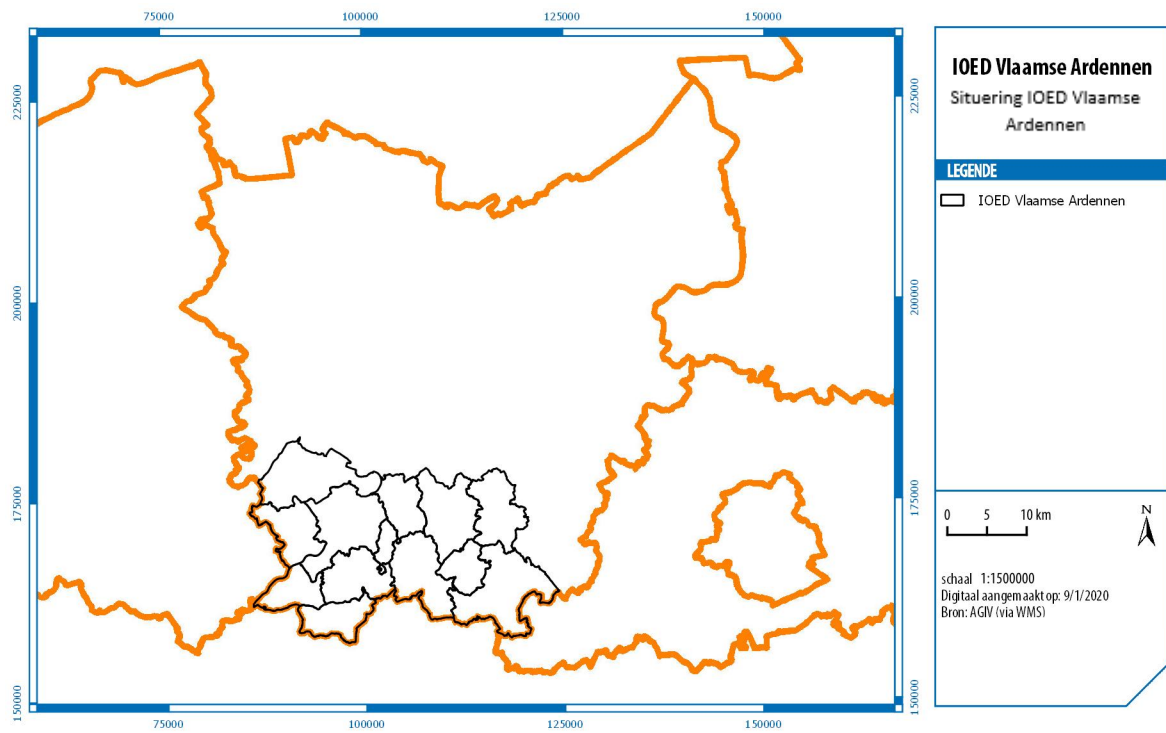 75000 100000 125000 150000
225000
200000
175000
150000
225000
200000
175000
150000
75000 100000 125000 150000
IOED Vlaamse Ardennen
Situering IOED Vlaamse
Ardennen
LEGENDE
IOED Vlaamse Ardennen
0 5 10 km
N
schaal 1:1500000
Digitaal aangemaakt op: 9/1/2020
Bron: AGIV (via WMS)